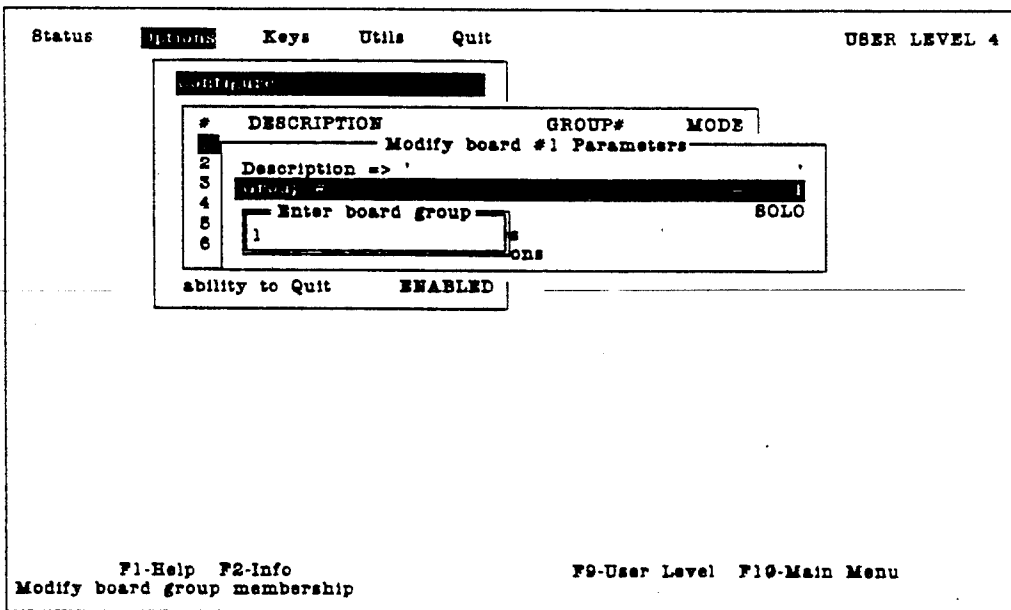 Status Options Keys Utils Quit USER LEVEL 4
Configure
# DESCRIPTION GROUP# MODE
Modify board #1 Parameters
2
Description => ' '
3
Group # = 1
4
SOLO
Enter board group
5
1
s
6
ons
ability to Quit ENABLED
F1-Help F2-Info F9-User Level F10-Main Menu
Modify board group membership